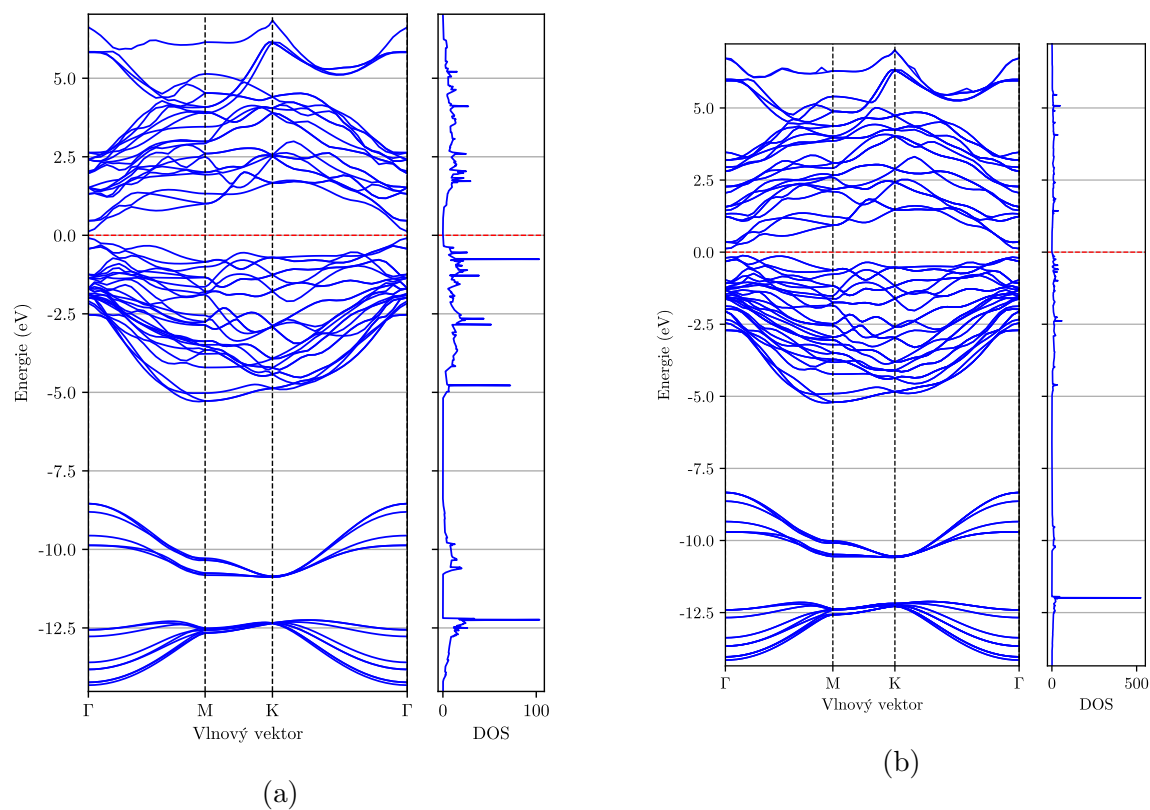 5.0
2.5
0.0
-2.5
-5.0
-7.5
-10.0
-12.5
Energie (eV)
Γ M K Γ
Vlnový vektor
0 100
DOS
(a)
5.0
2.5
0.0
-2.5
-5.0
-7.5
-10.0
-12.5
Energie (eV)
Γ M K Γ
Vlnový vektor
0 500
DOS
(b)